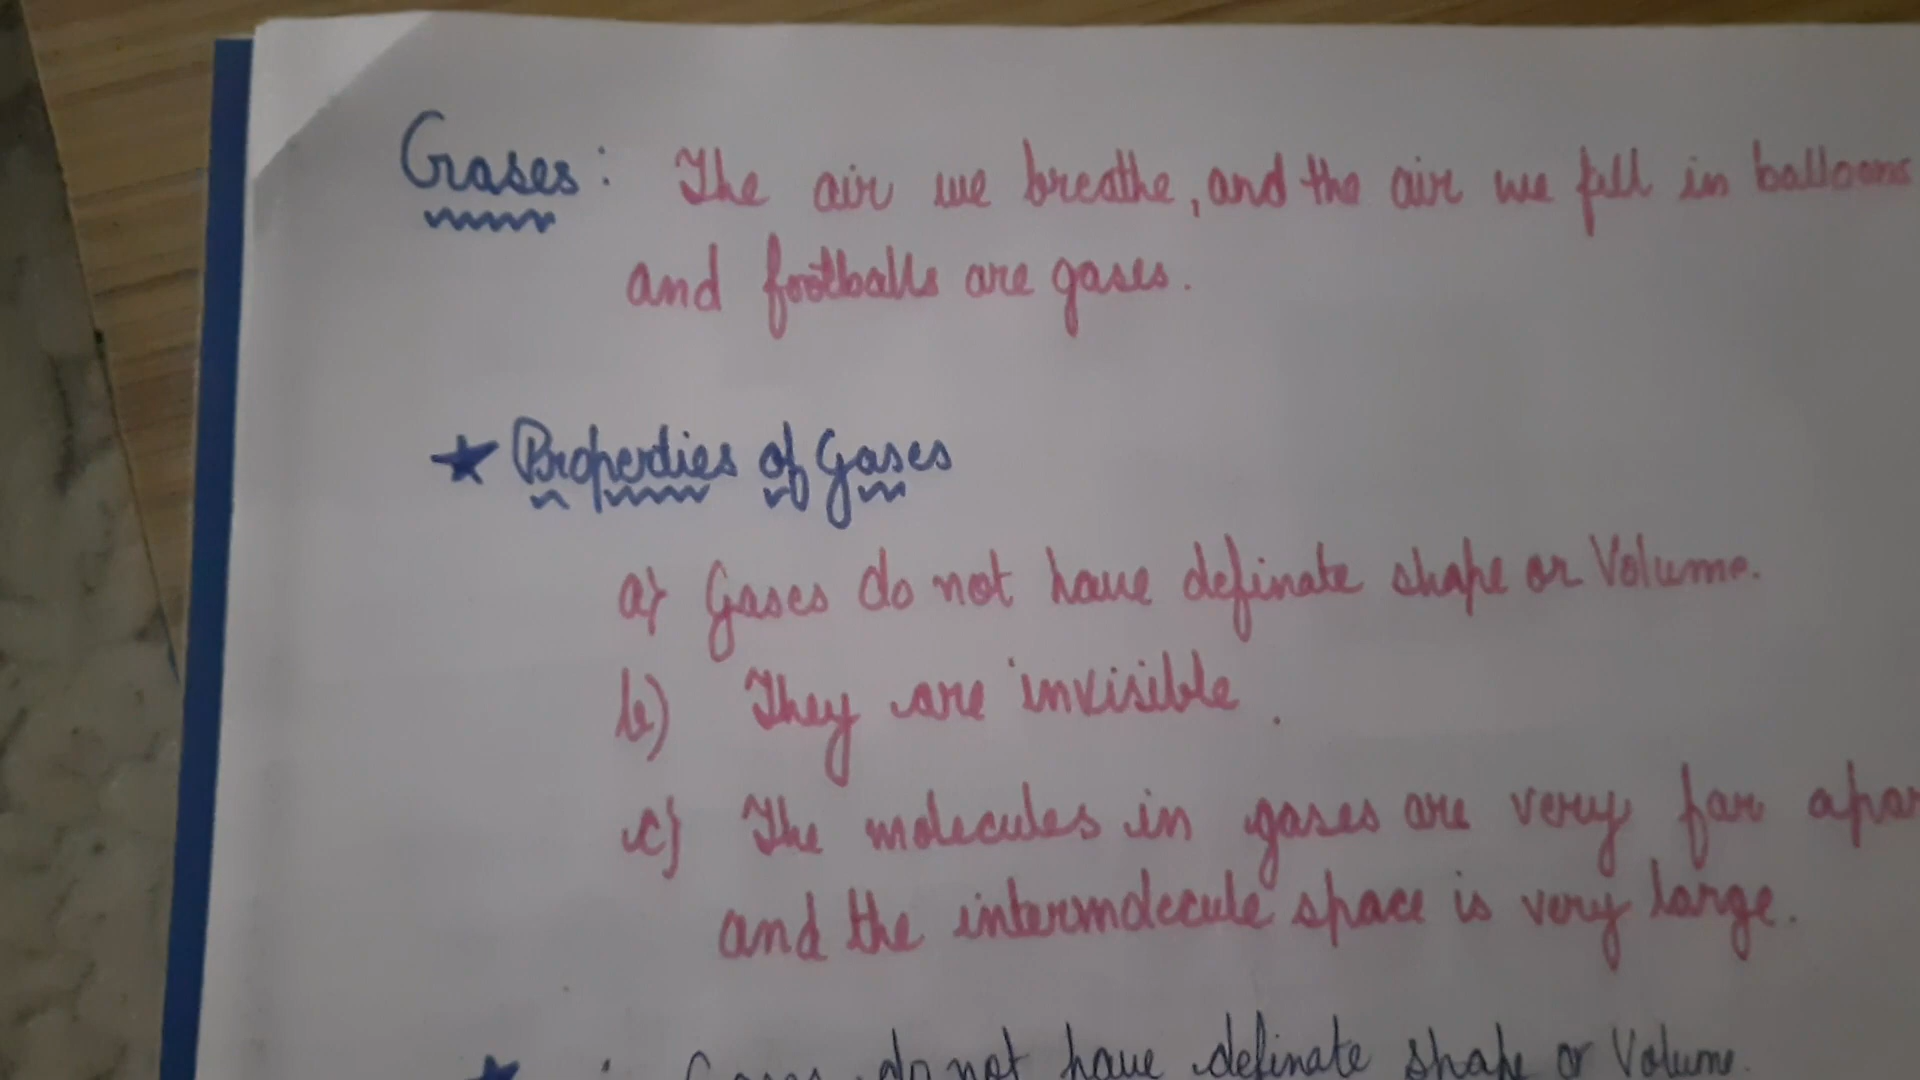 Gases: The air we breathe, and the air we fill in balloons
and footballs are gases.
★ Properties of Gases
a) Gases do not have definate shape or Volume.
b) They are invisible.
c) The molecules in gases are very far apar
and the intermolecule space is very large.
★ Gases do not have definate shape or Volume.